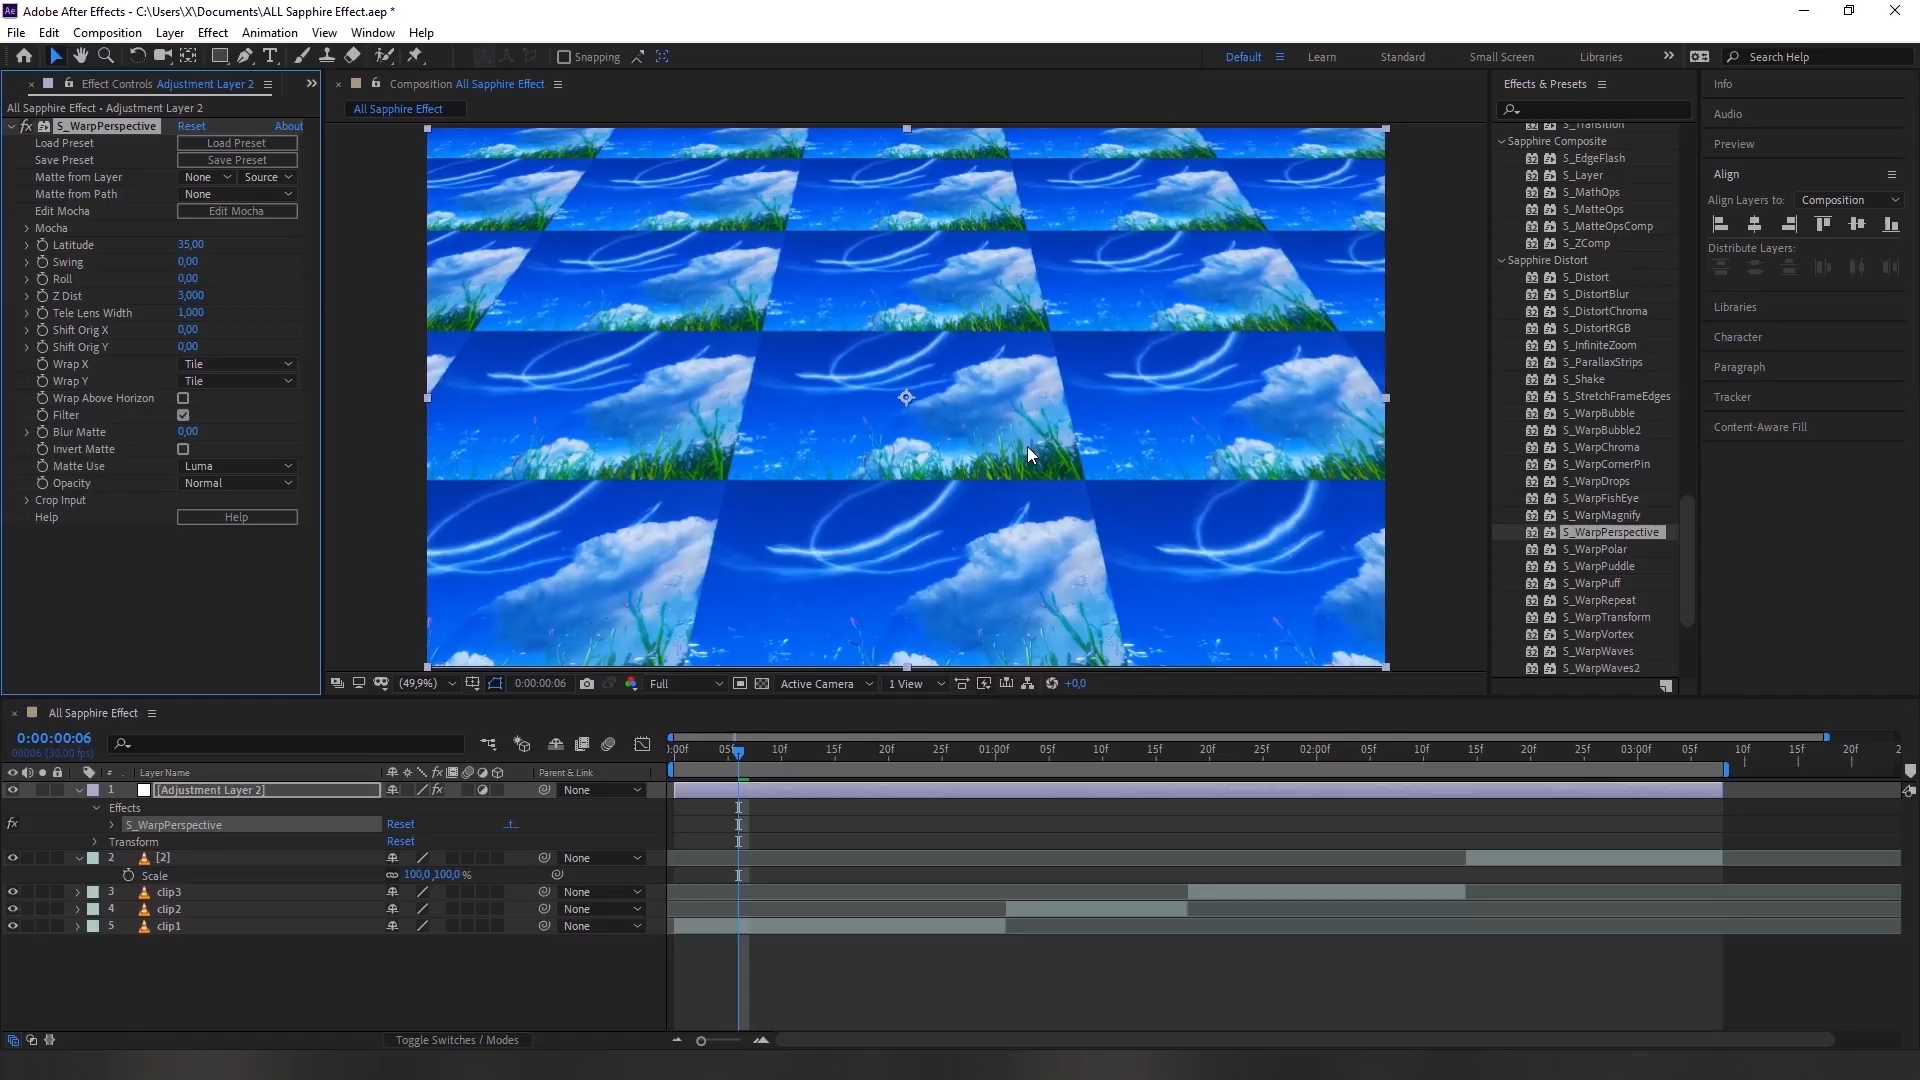 Adobe After Effects - C:\Users\X\Documents\ALL Sapphire Effect.aep *
File Edit Composition Layer Effect Animation View Window Help
Snapping
Default Learn Standard Small Screen Libraries Search Help
Effect Controls Adjustment Layer 2
All Sapphire Effect • Adjustment Layer 2
fx S_WarpPerspective Reset About
Load Preset Load Preset
Save Preset Save Preset
Matte from Layer None Source
Matte from Path None
Edit Mocha Edit Mocha
Mocha
Latitude 35,00
Swing 0,00
Roll 0,00
Z Dist 3,000
Tele Lens Width 1,000
Shift Orig X 0,00
Shift Orig Y 0,00
Wrap X Tile
Wrap Y Tile
Wrap Above Horizon
Filter
Blur Matte 0,00
Invert Matte
Matte Use Luma
Opacity Normal
Crop Input
Help Help
Composition All Sapphire Effect
All Sapphire Effect
(49,9%) 0:00:00:06 Full Active Camera 1 View +0,0
Effects & Presets
S_Transition
Sapphire Composite
S_EdgeFlash
S_Layer
S_MathOps
S_MatteOps
S_MatteOpsComp
S_ZComp
Sapphire Distort
S_Distort
S_DistortBlur
S_DistortChroma
S_DistortRGB
S_InfiniteZoom
S_ParallaxStrips
S_Shake
S_StretchFrameEdges
S_WarpBubble
S_WarpBubble2
S_WarpChroma
S_WarpCornerPin
S_WarpDrops
S_WarpFishEye
S_WarpMagnify
S_WarpPerspective
S_WarpPolar
S_WarpPuddle
S_WarpPuff
S_WarpRepeat
S_WarpTransform
S_WarpVortex
S_WarpWaves
S_WarpWaves2
Info
Audio
Preview
Align
Align Layers to: Composition
Distribute Layers:
Libraries
Character
Paragraph
Tracker
Content-Aware Fill
All Sapphire Effect
0:00:00:06
00006 (30.00 fps)
:00f 05f 10f 15f 20f 25f 01:00f 05f 10f 15f 20f 25f 02:00f 05f 10f 15f 20f 25f 03:00f 05f 10f 15f 20f 2
# Layer Name fx Parent & Link
1 [Adjustment Layer 2] fx None
Effects
fx S_WarpPerspective Reset
Transform Reset
2 [2] None
Scale 100,0,100,0 %
3 clip3 None
4 clip2 None
5 clip1 None
Toggle Switches / Modes